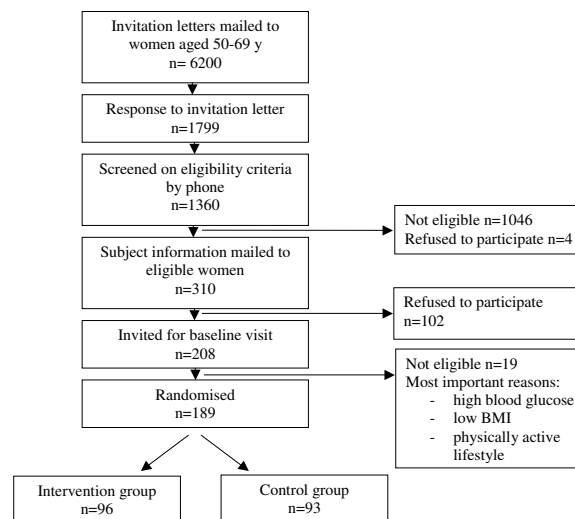 Invitation letters mailed to
women aged 50-69 y
n= 6200
Response to invitation letter
n=1799
Screened on eligibility criteria
by phone
n=1360
Not eligible n=1046
Refused to participate n=4
Subject information mailed to
eligible women
n=310
Refused to participate
n=102
Invited for baseline visit
n=208
Not eligible n=19
Most important reasons:
- high blood glucose
- low BMI
- physically active
lifestyle
Randomised
n=189
Intervention group
n=96
Control group
n=93